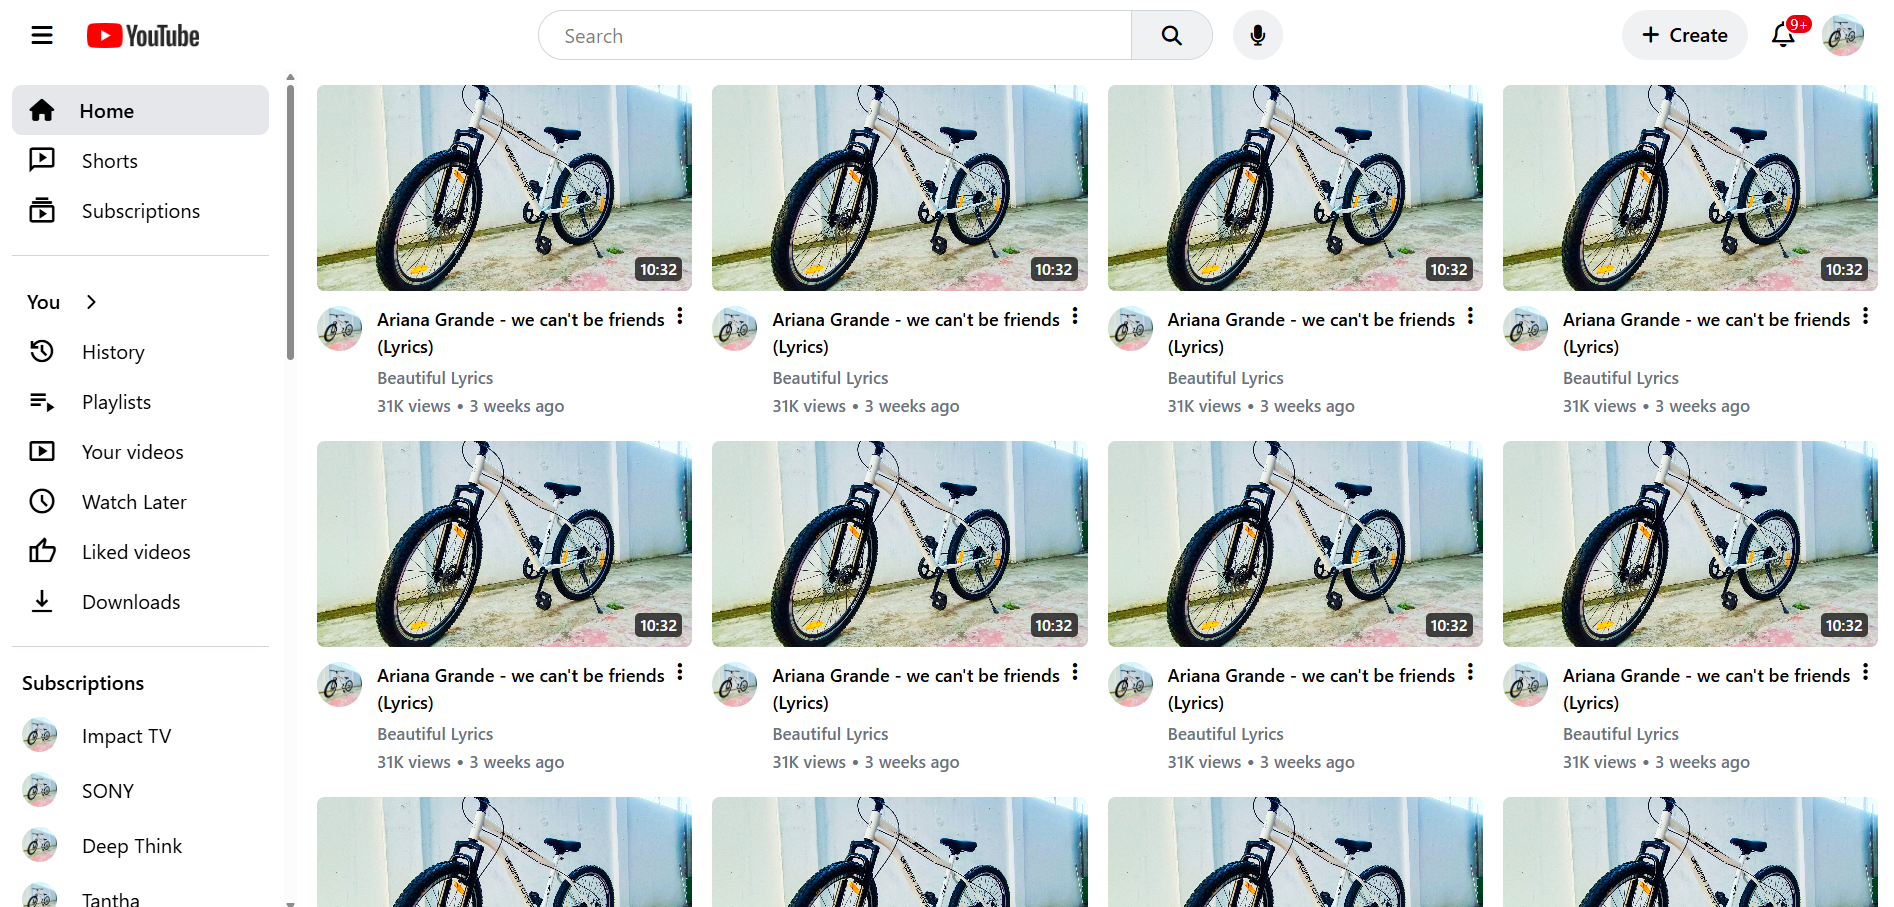 YouTube
Search
Create
9+
Home
Shorts
Subscriptions
You
History
Playlists
Your videos
Watch Later
Liked videos
Downloads
Subscriptions
Impact TV
SONY
Deep Think
Tantha
10:32
10:32
10:32
10:32
Ariana Grande - we can't be friends
(Lyrics)
Beautiful Lyrics
31K views • 3 weeks ago
Ariana Grande - we can't be friends
(Lyrics)
Beautiful Lyrics
31K views • 3 weeks ago
Ariana Grande - we can't be friends
(Lyrics)
Beautiful Lyrics
31K views • 3 weeks ago
Ariana Grande - we can't be friends
(Lyrics)
Beautiful Lyrics
31K views • 3 weeks ago
10:32
10:32
10:32
10:32
Ariana Grande - we can't be friends
(Lyrics)
Beautiful Lyrics
31K views • 3 weeks ago
Ariana Grande - we can't be friends
(Lyrics)
Beautiful Lyrics
31K views • 3 weeks ago
Ariana Grande - we can't be friends
(Lyrics)
Beautiful Lyrics
31K views • 3 weeks ago
Ariana Grande - we can't be friends
(Lyrics)
Beautiful Lyrics
31K views • 3 weeks ago